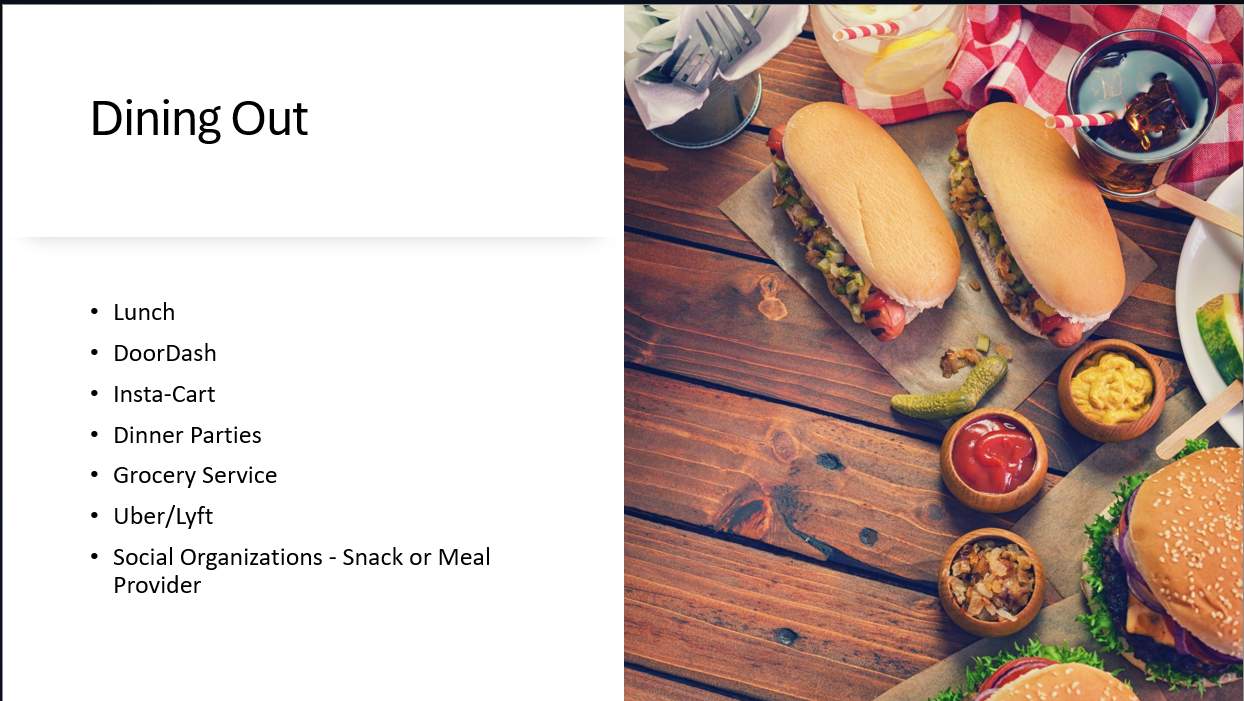 Dining Out
• Lunch
• DoorDash
• Insta-Cart
• Dinner Parties
• Grocery Service
• Uber/Lyft
• Social Organizations - Snack or Meal
Provider